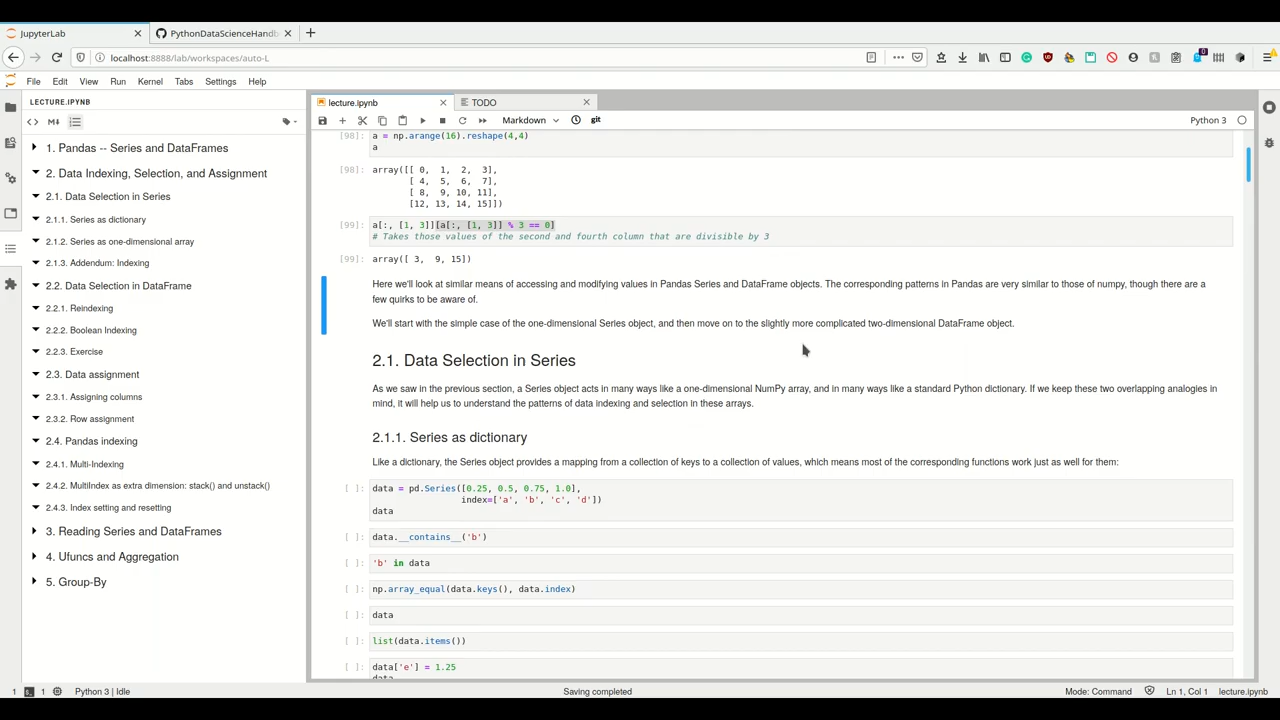 JupyterLab
PythonDataScienceHandb
localhost:8888/lab/workspaces/auto-L
File Edit View Run Kernel Tabs Settings Help
LECTURE.IPYNB
1. Pandas -- Series and DataFrames
2. Data Indexing, Selection, and Assignment
2.1. Data Selection in Series
2.1.1. Series as dictionary
2.1.2. Series as one-dimensional array
2.1.3. Addendum: Indexing
2.2. Data Selection in DataFrame
2.2.1. Reindexing
2.2.2. Boolean Indexing
2.2.3. Exercise
2.3. Data assignment
2.3.1. Assigning columns
2.3.2. Row assignment
2.4. Pandas indexing
2.4.1. Multi-Indexing
2.4.2. MultiIndex as extra dimension: stack() and unstack()
2.4.3. Index setting and resetting
3. Reading Series and DataFrames
4. Ufuncs and Aggregation
5. Group-By
lecture.ipynb
TODO
Markdown
git
Python 3
[98]: a = np.arange(16).reshape(4,4)
a
[98]: array([[ 0, 1, 2, 3],
[ 4, 5, 6, 7],
[ 8, 9, 10, 11],
[12, 13, 14, 15]])
[99]: a[:, [1, 3]][a[:, [1, 3]] % 3 == 0]
# Takes those values of the second and fourth column that are divisible by 3
[99]: array([ 3, 9, 15])
Here we'll look at similar means of accessing and modifying values in Pandas Series and DataFrame objects. The corresponding patterns in Pandas are very similar to those of numpy, though there are a
few quirks to be aware of.
We'll start with the simple case of the one-dimensional Series object, and then move on to the slightly more complicated two-dimensional DataFrame object.
2.1. Data Selection in Series
As we saw in the previous section, a Series object acts in many ways like a one-dimensional NumPy array, and in many ways like a standard Python dictionary. If we keep these two overlapping analogies in
mind, it will help us to understand the patterns of data indexing and selection in these arrays.
2.1.1. Series as dictionary
Like a dictionary, the Series object provides a mapping from a collection of keys to a collection of values, which means most of the corresponding functions work just as well for them:
[ ]: data = pd.Series([0.25, 0.5, 0.75, 1.0],
index=['a', 'b', 'c', 'd'])
data
[ ]: data.__contains__('b')
[ ]: 'b' in data
[ ]: np.array_equal(data.keys(), data.index)
[ ]: data
[ ]: list(data.items())
[ ]: data['e'] = 1.25
1
1
Python 3 | Idle
Saving completed
Mode: Command
Ln 1, Col 1
lecture.ipynb